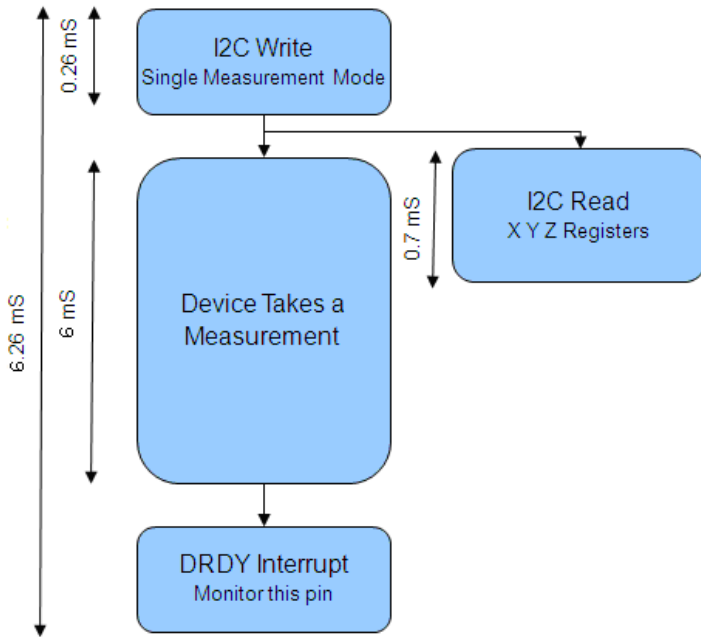 I2C Write
Single Measurement Mode
0.26 mS
I2C Read
X Y Z Registers
0.7 mS
Device Takes a
Measurement
6 mS
6.26 mS
DRDY Interrupt
Monitor this pin